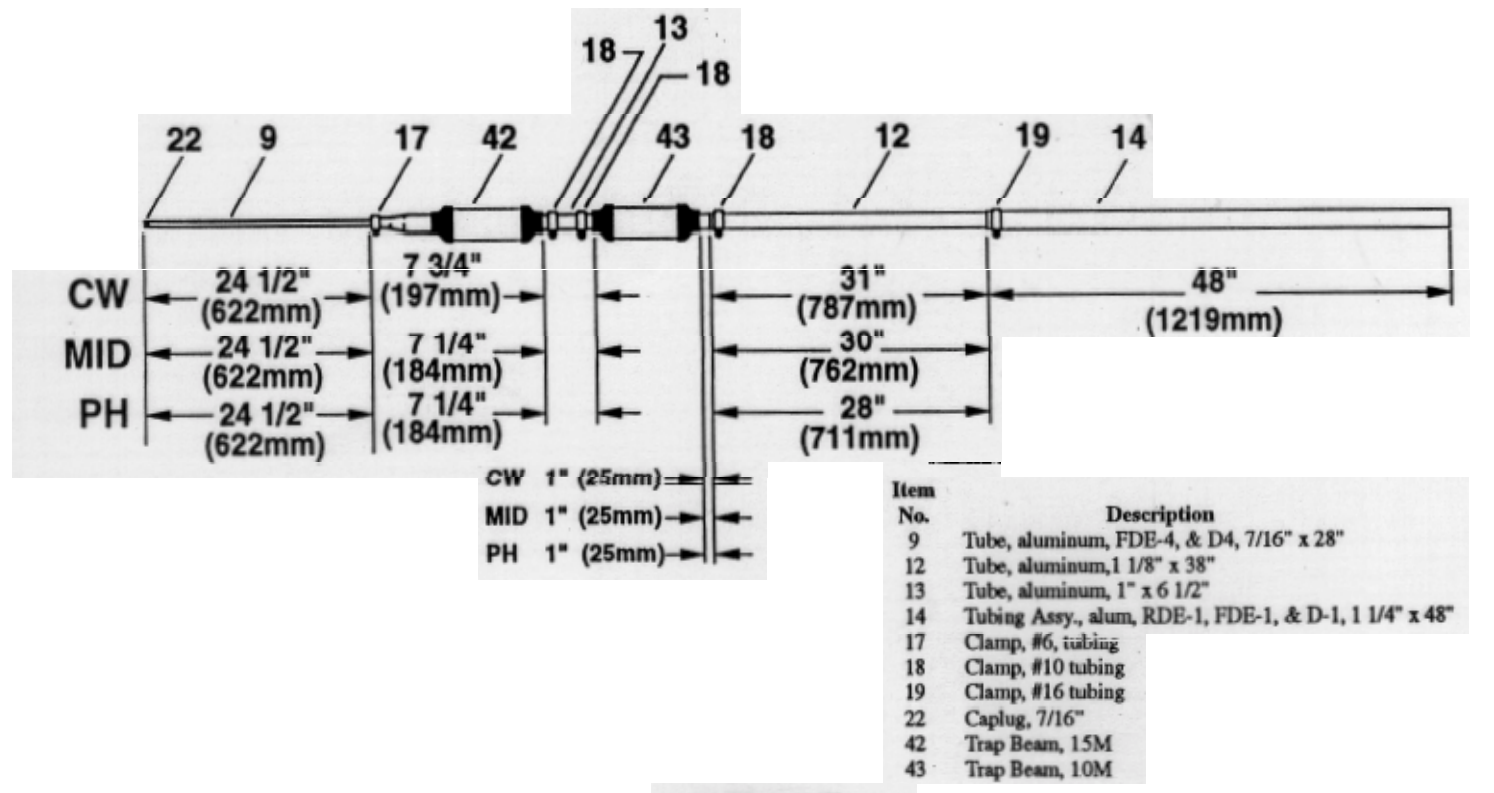 13
18
18
22 9 17 42 43 18 12 19 14
CW 24 1/2" 7 3/4" 31" 48"
(622mm) (197mm) (787mm) (1219mm)
MID 24 1/2" 7 1/4" 30"
(622mm) (184mm) (762mm)
PH 24 1/2" 7 1/4" 28"
(622mm) (184mm) (711mm)
CW 1" (25mm)
MID 1" (25mm)
PH 1" (25mm)
Item
No. Description
9 Tube, aluminum, FDE-4, & D4, 7/16" x 28"
12 Tube, aluminum,1 1/8" x 38"
13 Tube, aluminum, 1" x 6 1/2"
14 Tubing Assy., alum, RDE-1, FDE-1, & D-1, 1 1/4" x 48"
17 Clamp, #6, tubing
18 Clamp, #10 tubing
19 Clamp, #16 tubing
22 Caplug, 7/16"
42 Trap Beam, 15M
43 Trap Beam, 10M